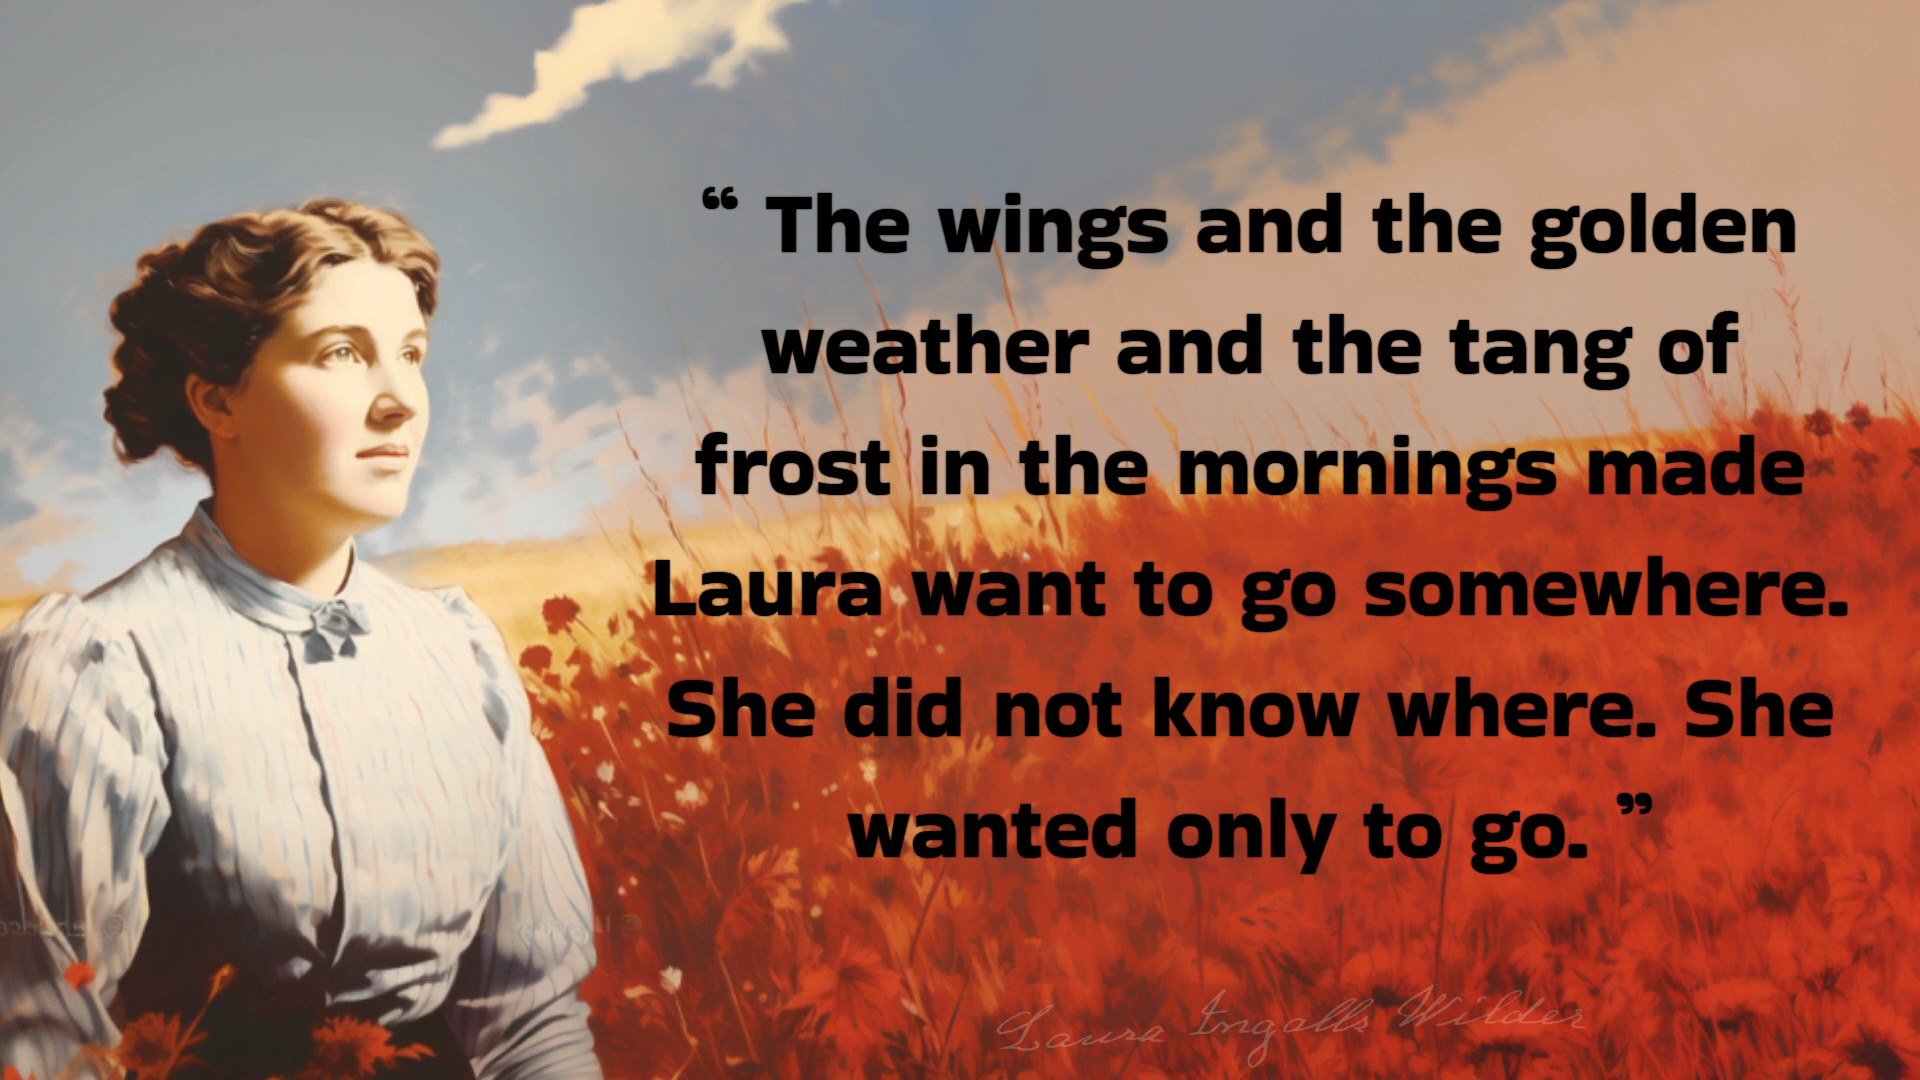 “ The wings and the golden
weather and the tang of
frost in the mornings made
Laura want to go somewhere.
She did not know where. She
wanted only to go. ”
Laura Ingalls Wilder